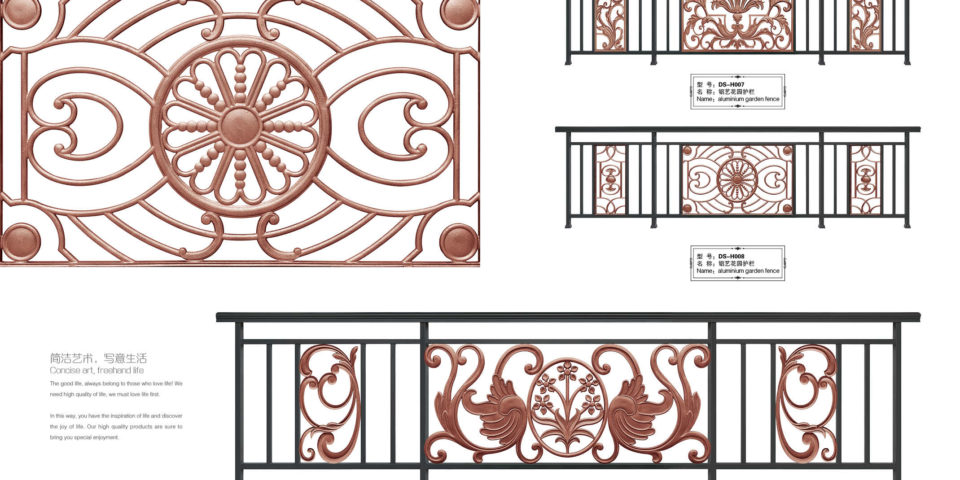 型 号：DS-H007
名 称：铝艺花园护栏
Name：aluminium garden fence
型 号：DS-H008
名 称：铝艺花园护栏
Name：aluminium garden fence
简洁艺术，写意生活
Concise art, freehand life
The good life, always belong to those who love life! We
need high quality of life, we must love life first.
In this way, you have the inspiration of life and discover
the joy of life. Our high quality products are sure to
bring you special enjoyment.